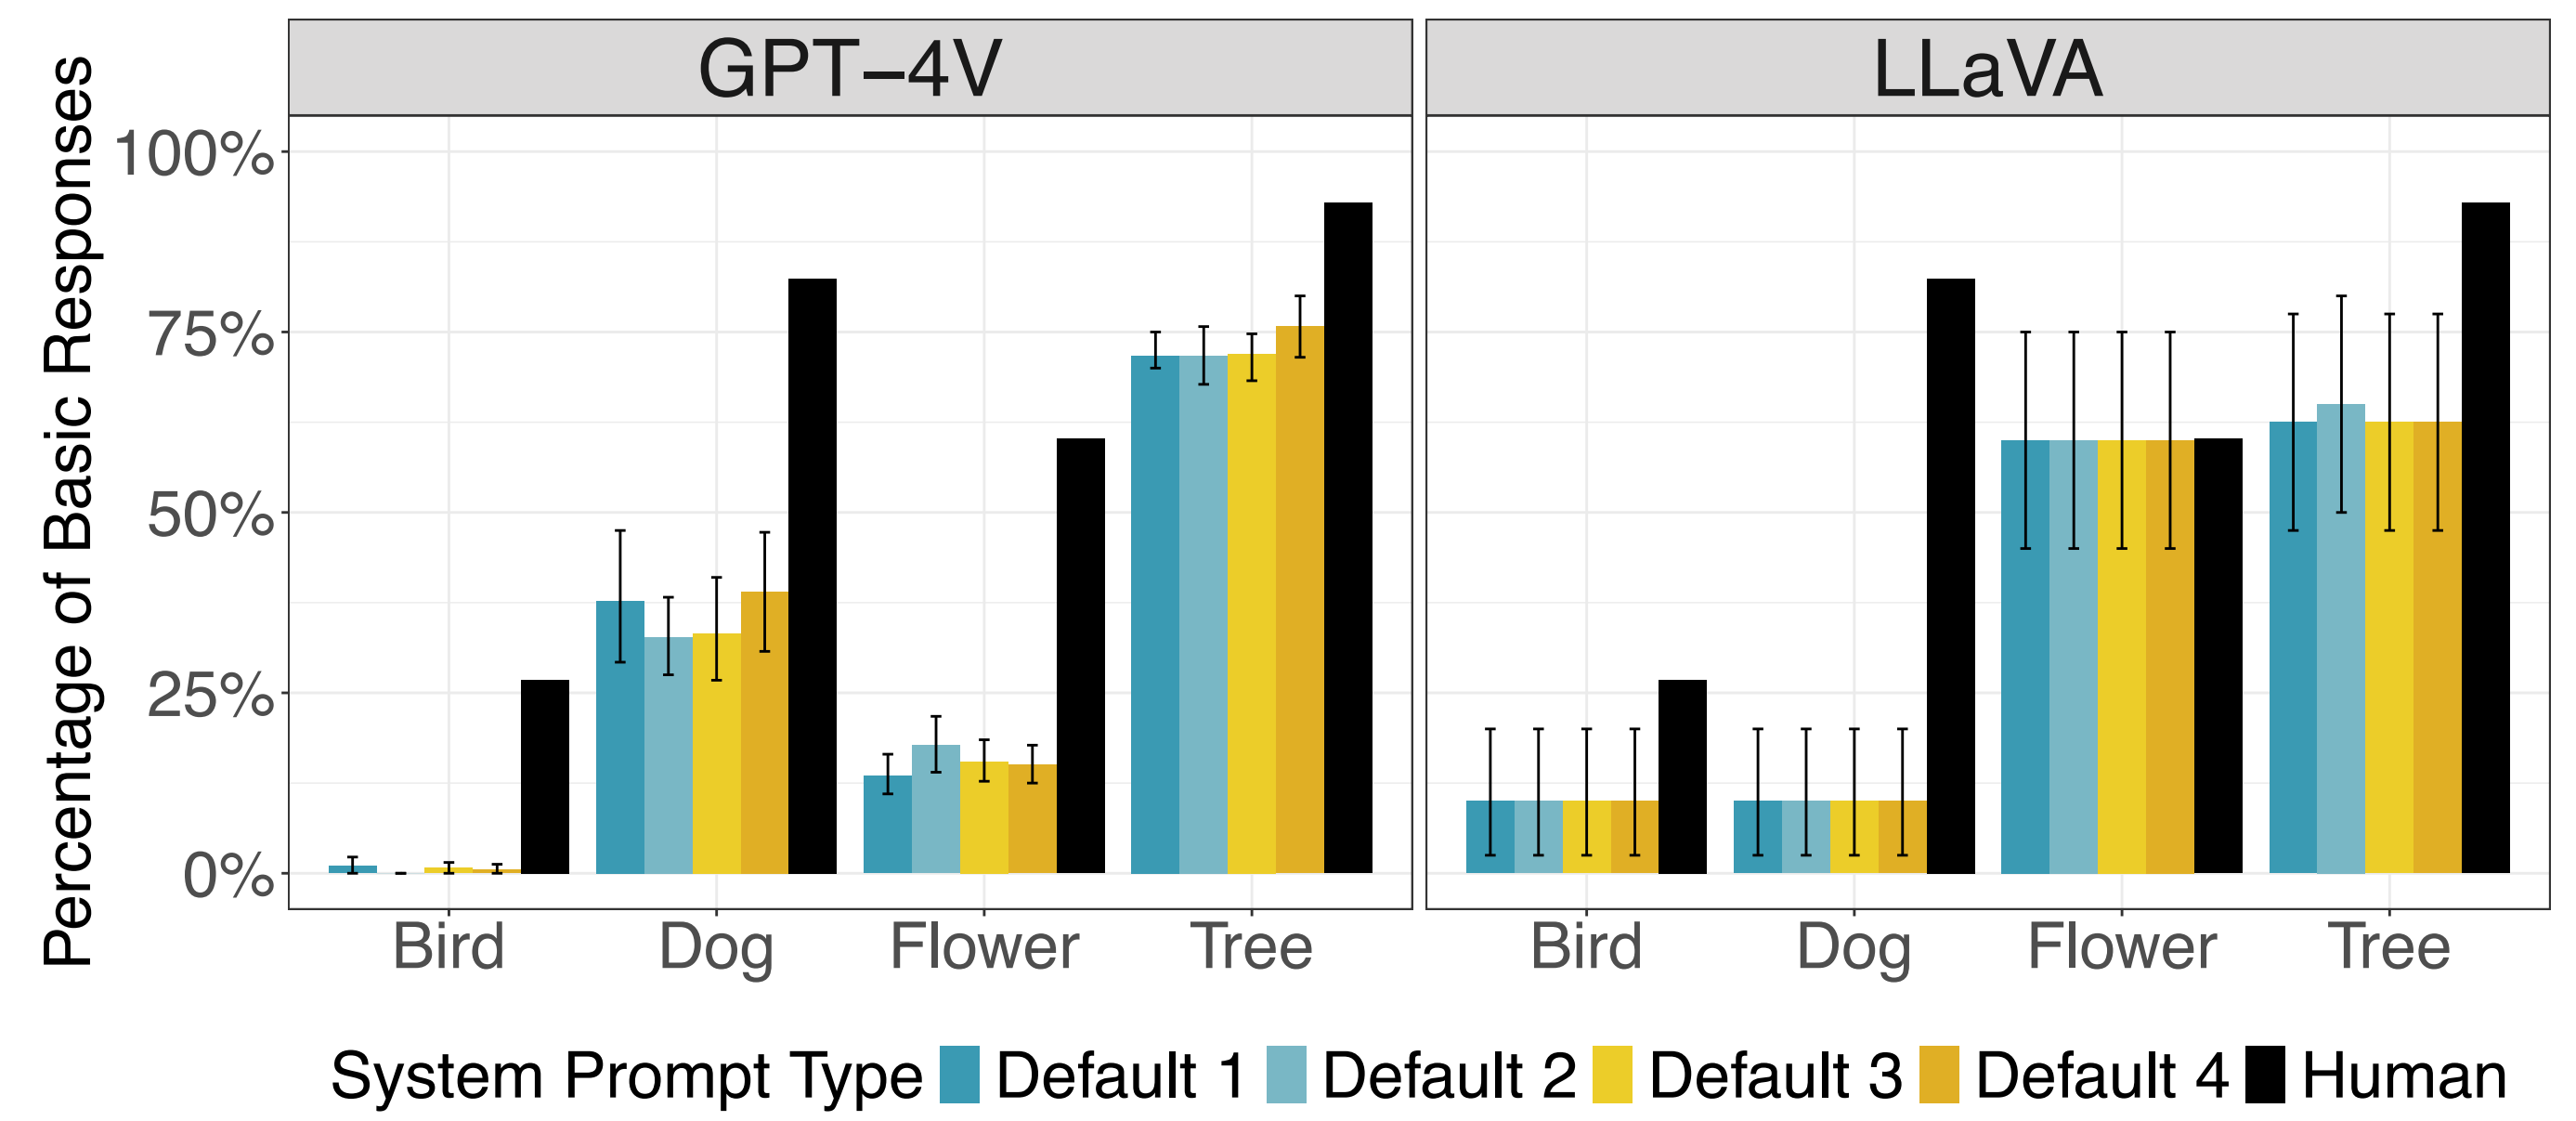 GPT−4V
LLaVA
Percentage of Basic Responses
100%
75%
50%
25%
0%
Bird Dog Flower Tree
Bird Dog Flower Tree
System Prompt Type Default 1 Default 2 Default 3 Default 4 Human